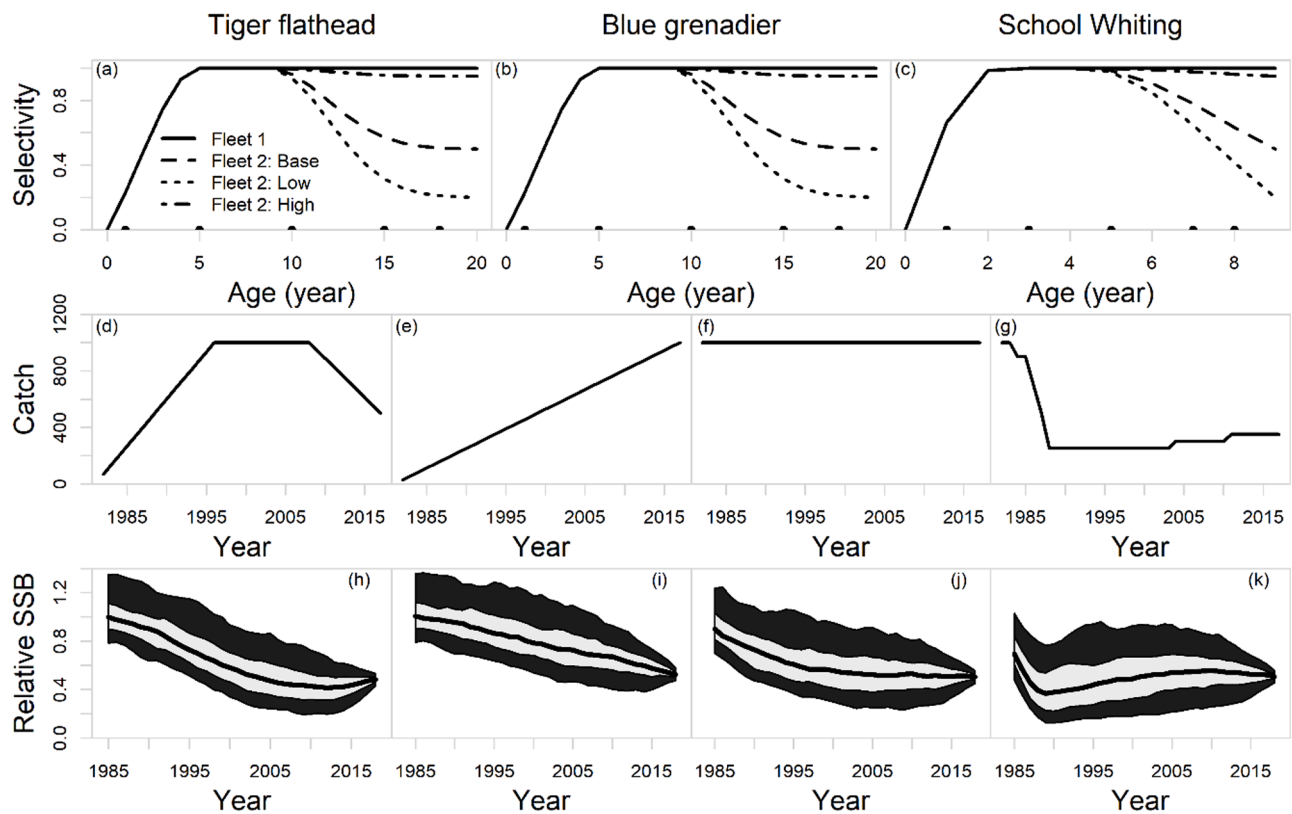 Tiger flathead Blue grenadier School Whiting
Selectivity
0.0 0.4 0.8
(a) (b) (c)
Fleet 1
Fleet 2: Base
Fleet 2: Low
Fleet 2: High
0 5 10 15 20 0 5 10 15 20 0 2 4 6 8
Age (year) Age (year) Age (year)
Catch
0 400 800 1200
(d) (e) (f) (g)
1985 1995 2005 2015 1985 1995 2005 2015 1985 1995 2005 2015 1985 1995 2005 2015
Year Year Year Year
Relative SSB
0.0 0.4 0.8 1.2
(h) (i) (j) (k)
1985 1995 2005 2015 1985 1995 2005 2015 1985 1995 2005 2015 1985 1995 2005 2015
Year Year Year Year